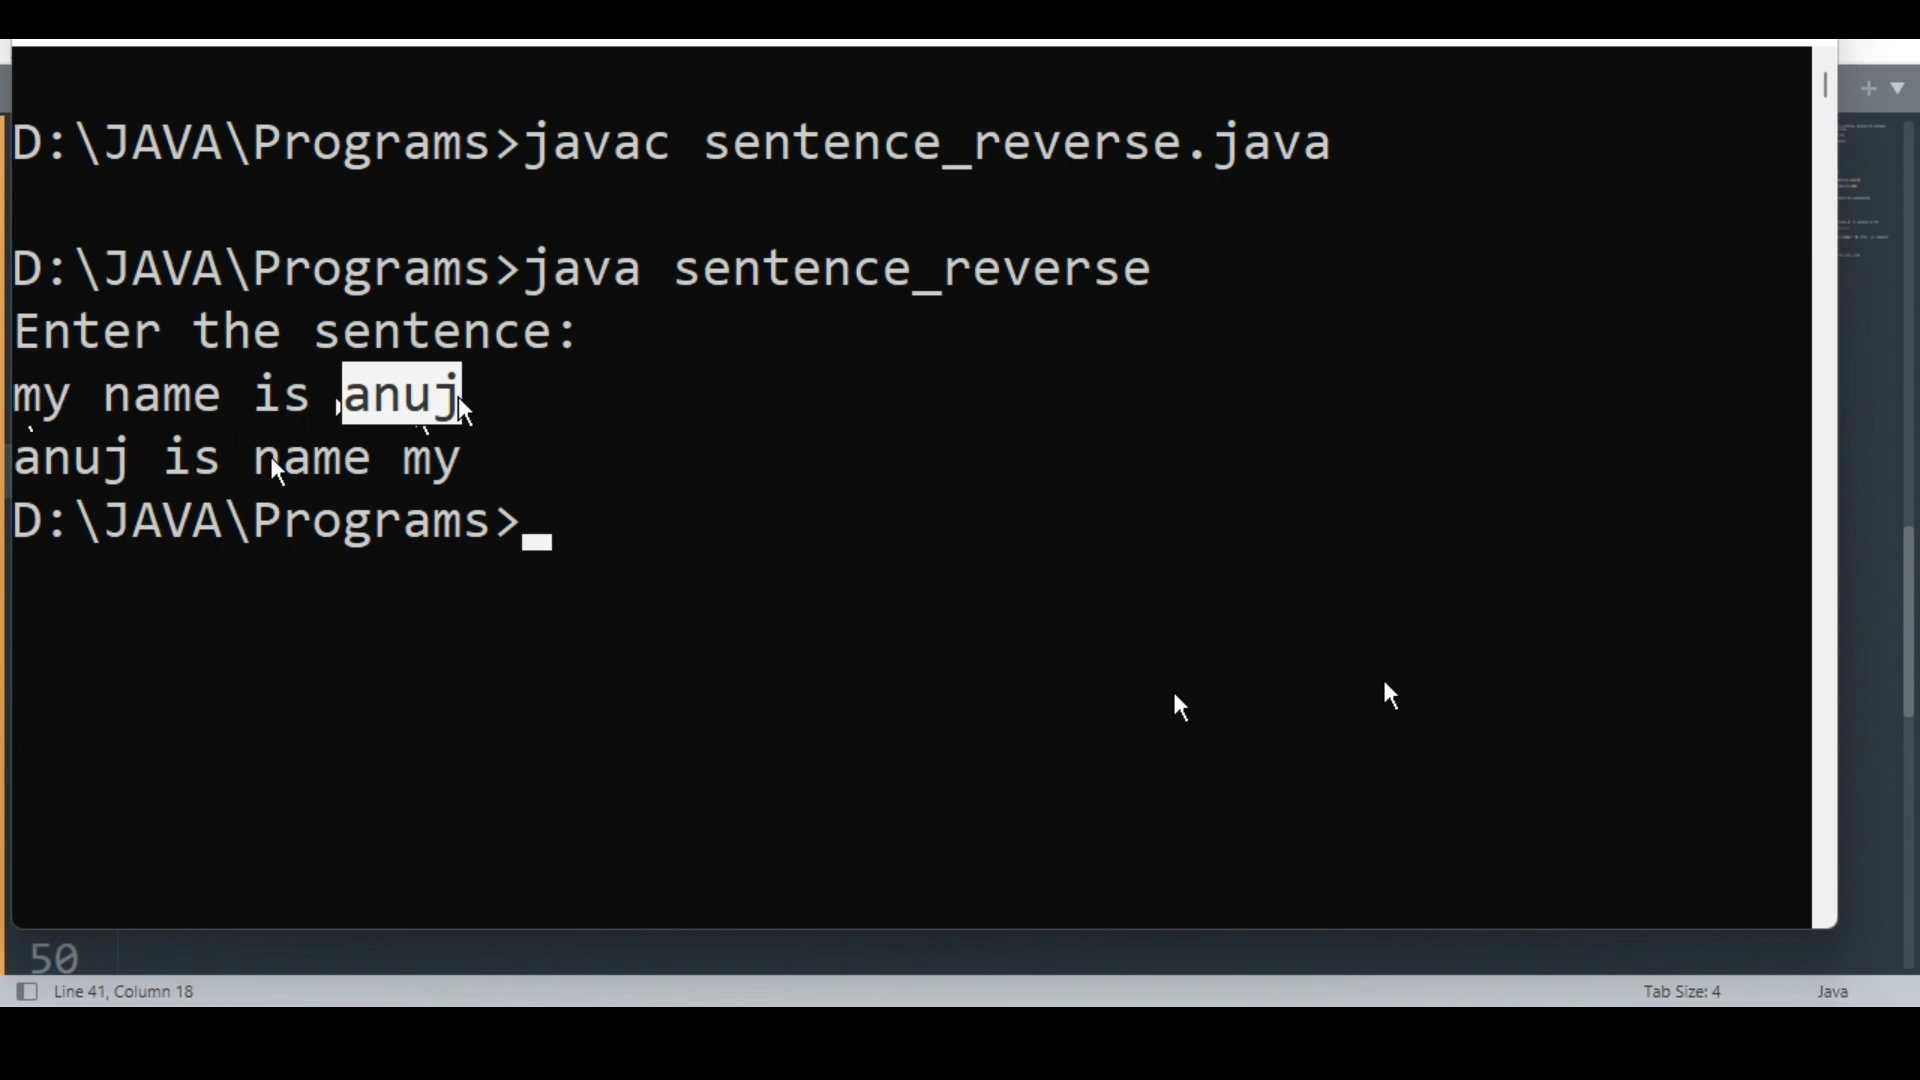 D:\JAVA\Programs>javac sentence_reverse.java
D:\JAVA\Programs>java sentence_reverse
Enter the sentence:
my name is anuj
anuj is name my
D:\JAVA\Programs>
50
Line 41, Column 18
Tab Size: 4
Java